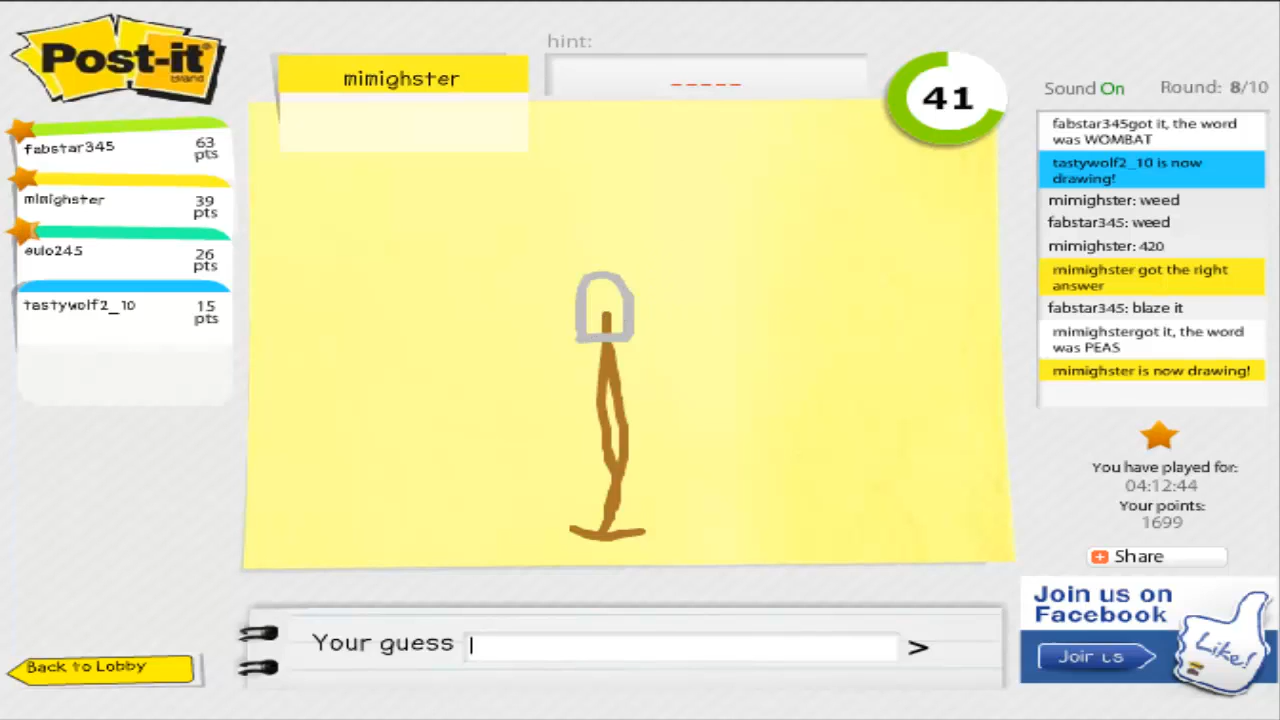 Post-it
Island
hint:
_ _ _ _ _
mimighster
41
Sound On
Round: 8/10
fabstar345
63
pts
mimighster
39
pts
eulo245
26
pts
tastywolf2_10
15
pts
fabstar345got it, the word
was WOMBAT
tastywolf2_10 is now
drawing!
mimighster: weed
fabstar345: weed
mimighster: 420
mimighster got the right
answer
fabstar345: blaze it
mimighstergot it, the word
was PEAS
mimighster is now drawing!
You have played for:
04:12:44
Your points:
1699
Share
Join us on
Facebook
Join us
Like!
Your guess
>
Back to Lobby